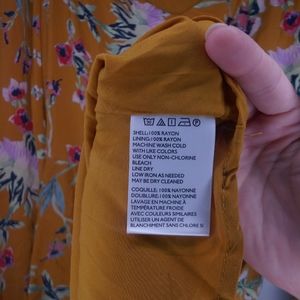 SHELL:100% RAYON
LINING:100% RAYON
MACHINE WASH COLD
WITH LIKE COLORS
USE ONLY NON-CHLORINE
BLEACH
LINE DRY
LOW IRON AS NEEDED
MAY BE DRY CLEANED
COQUILLE: 100% NAYONNE
DOUBLURE: 100% NAYONNE
LAVAGE EN MACHINE À
TEMPÉRATURE FROIDE
AVEC COULEURS SIMILAIRES
UTILISER UN AGENT DE
BLANCHIMENT SANS CHLORE SI